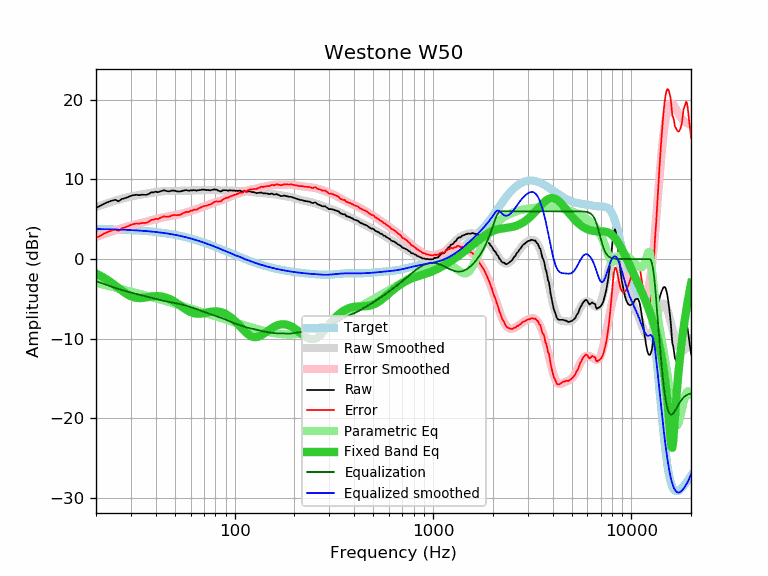 Westone W50
Amplitude (dBr)
20
10
0
−10
−20
−30
Target
Raw Smoothed
Error Smoothed
Raw
Error
Parametric Eq
Fixed Band Eq
Equalization
Equalized smoothed
100 1000 10000
Frequency (Hz)